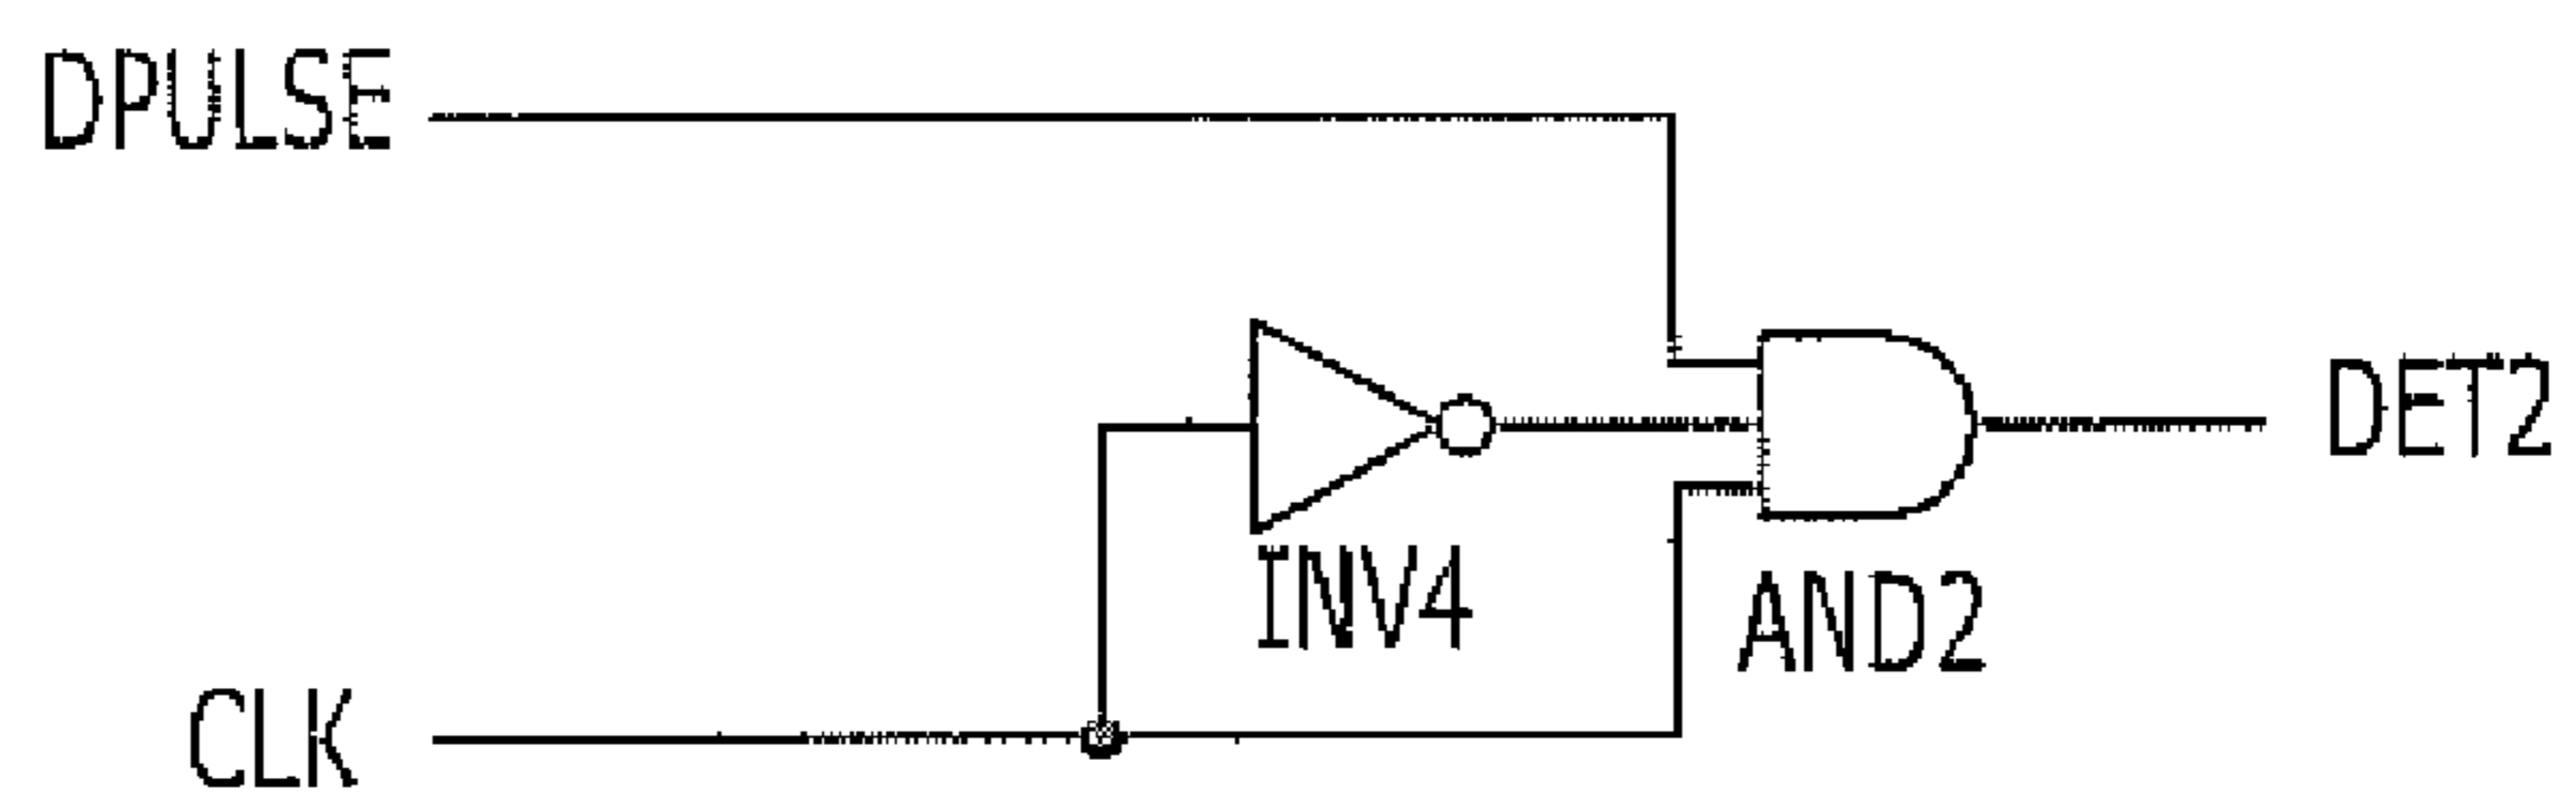 DPULSE
DET2
INV4
AND2
CLK